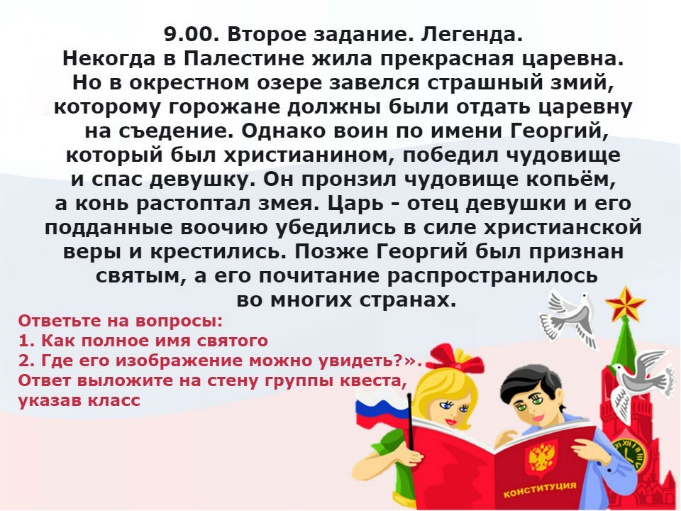 9.00. Второе задание. Легенда.
Некогда в Палестине жила прекрасная царевна.
Но в окрестном озере завелся страшный змий,
которому горожане должны были отдать царевну
на съедение. Однако воин по имени Георгий,
который был христианином, победил чудовище
и спас девушку. Он пронзил чудовище копьём,
а конь растоптал змея. Царь - отец девушки и его
подданные воочию убедились в силе христианской
веры и крестились. Позже Георгий был признан
святым, а его почитание распространилось
во многих странах.
Ответьте на вопросы:
1. Как полное имя святого
2. Где его изображение можно увидеть?».
Ответ выложите на стену группы квеста,
указав класс
КОНСТИТУЦИЯ